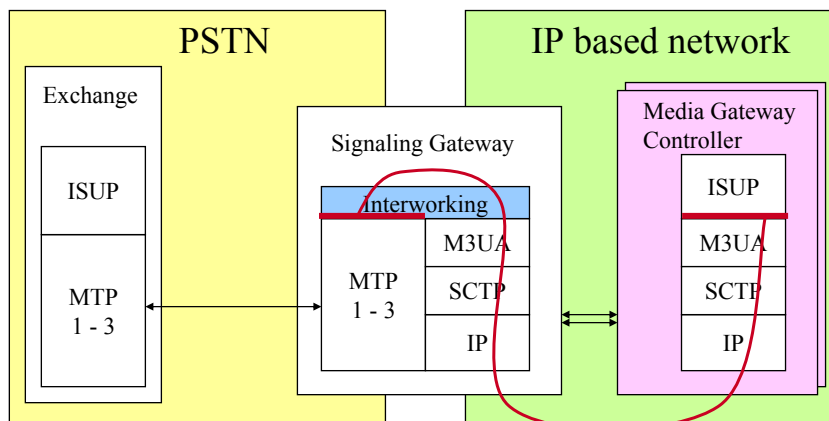 PSTN
IP based network
Exchange
ISUP
MTP
1 - 3
Signaling Gateway
Interworking
MTP
1 - 3
M3UA
SCTP
IP
Media Gateway
Controller
ISUP
M3UA
SCTP
IP